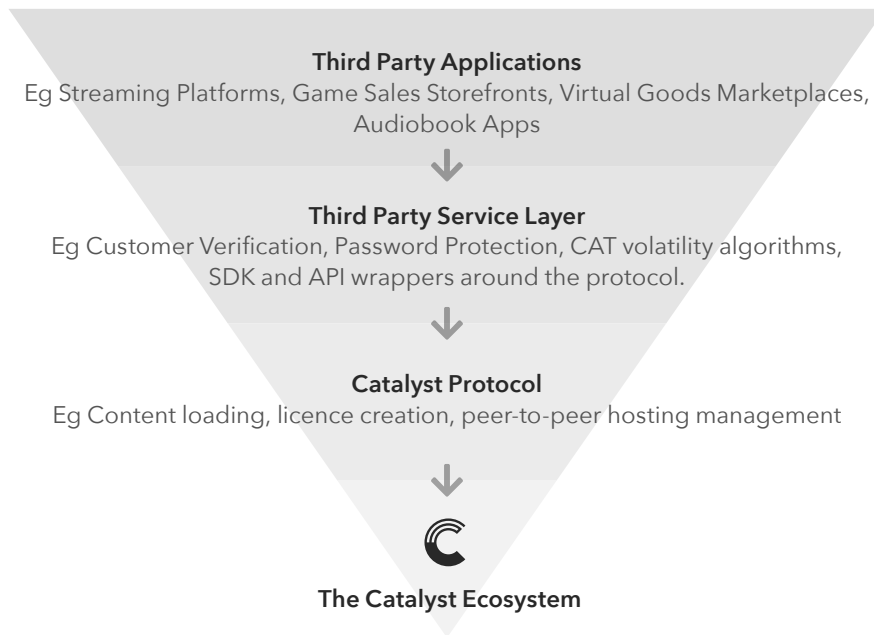 Third Party Applications
Eg Streaming Platforms, Game Sales Storefronts, Virtual Goods Marketplaces,
Audiobook Apps
Third Party Service Layer
Eg Customer Verification, Password Protection, CAT volatility algorithms,
SDK and API wrappers around the protocol.
Catalyst Protocol
Eg Content loading, licence creation, peer-to-peer hosting management
The Catalyst Ecosystem